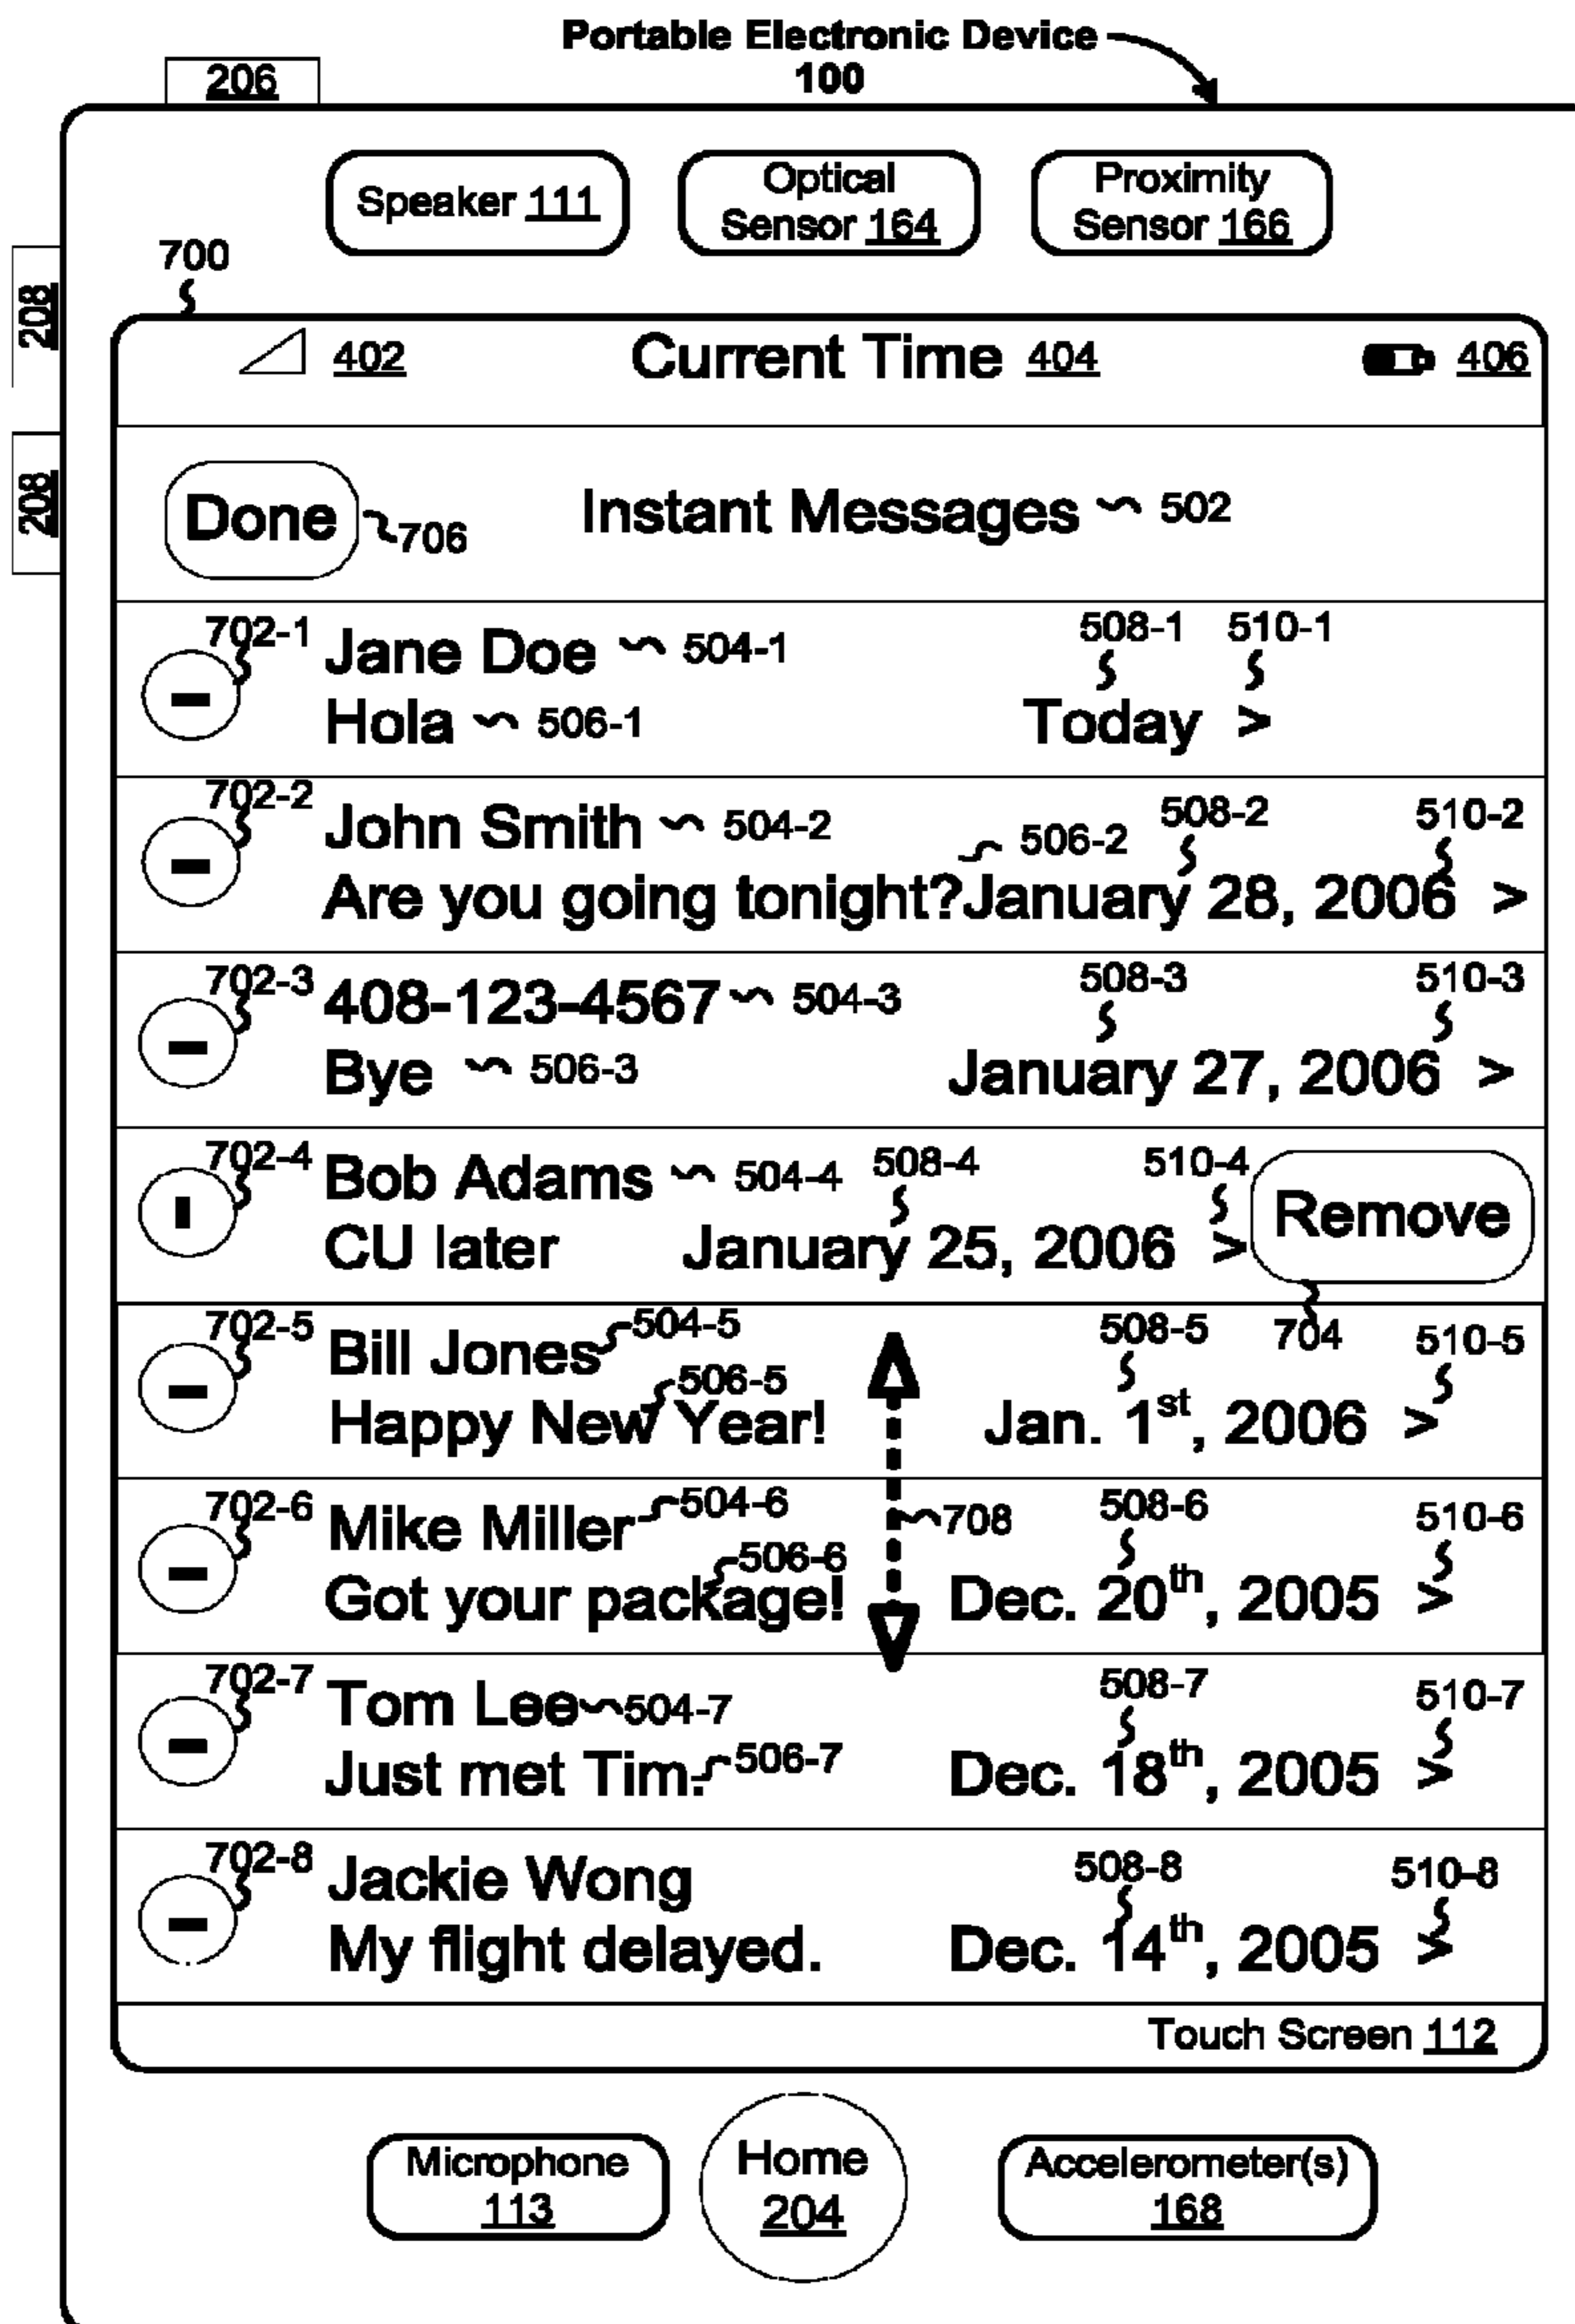 Portable Electronic Device
100
206
Speaker 111
Optical
Sensor 164
Proximity
Sensor 166
208
208
700
402 Current Time 404 406
Done 706 Instant Messages 502
702-1 Jane Doe 504-1 508-1 510-1
Hola 506-1 Today >
702-2 John Smith 504-2 506-2 508-2 510-2
Are you going tonight? January 28, 2006 >
702-3 408-123-4567 504-3 508-3 510-3
Bye 506-3 January 27, 2006 >
702-4 Bob Adams 504-4 508-4 510-4 Remove
CU later January 25, 2006 >
702-5 Bill Jones 504-5 508-5 704 510-5
506-5
Happy New Year! Jan. 1st, 2006 >
702-6 Mike Miller 504-6 708 508-6 510-6
506-6
Got your package! Dec. 20th, 2005 >
702-7 Tom Lee 504-7 508-7 510-7
Just met Tim. 506-7 Dec. 18th, 2005 >
702-8 Jackie Wong 508-8 510-8
My flight delayed. Dec. 14th, 2005 >
Touch Screen 112
Microphone
113
Home
204
Accelerometer(s)
168